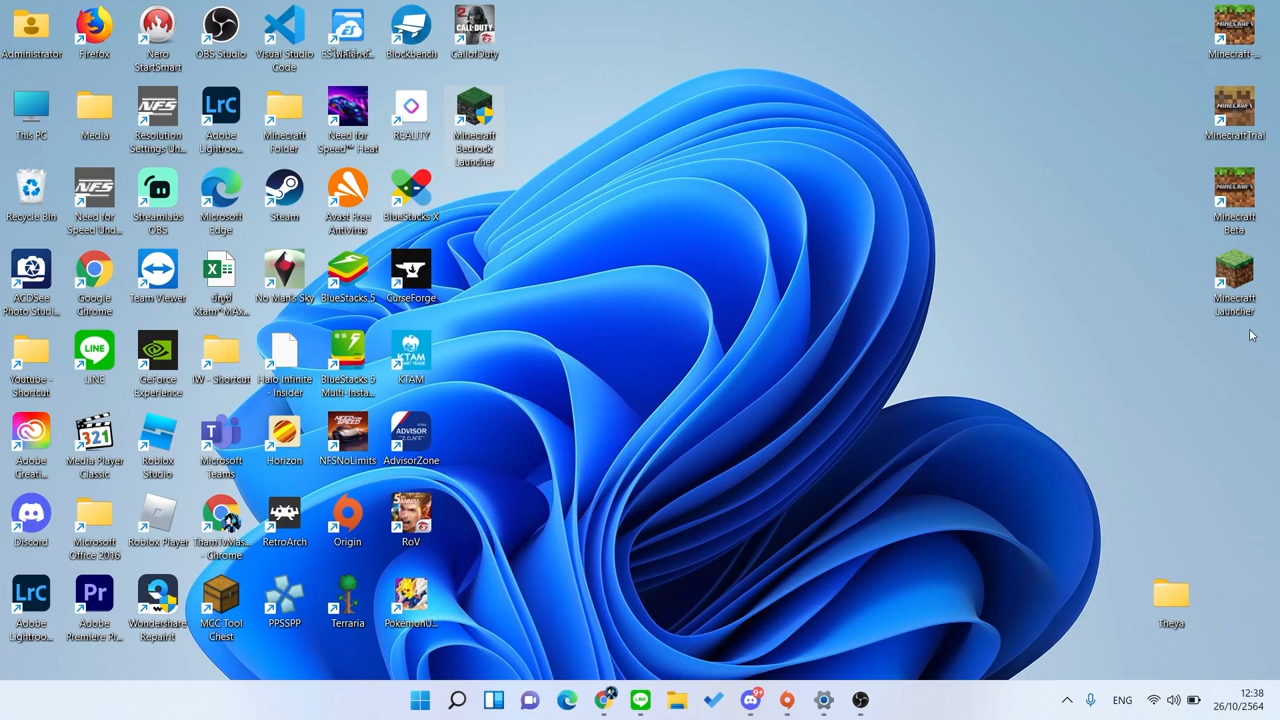 Administrator
Firefox
Nero
StartSmart
OBS Studio
Visual Studio
Code
Blockbench
CallofDuty
This PC
Media
Resolution
Settings Un...
Adobe
Lightroo...
Minecraft
Folder
Need for
Speed™ Heat
REALITY
Minecraft
Bedrock
Launcher
Recycle Bin
Need for
Speed Und...
Streamlabs
OBS
Microsoft
Edge
Steam
Avast Free
Antivirus
BlueStacks X
ACDSee
Photo Studi...
Google
Chrome
Team Viewer
Ktam*MAx...
No Man's Sky
BlueStacks 5
CurseForge
Youtube -
Shortcut
LINE
GeForce
Experience
IW - Shortcut
Halo Infinite
- Insider
BlueStacks 5
Multi-Insta...
KTAM
Adobe
Creati...
Media Player
Classic
Roblox
Studio
Microsoft
Teams
Horizon
NFSNoLimits
AdvisorZone
Discord
Microsoft
Office 2016
Roblox Player
ThamTVMas...
- Chrome
RetroArch
Origin
RoV
Adobe
Lightroo...
Adobe
Premiere Pr...
Wondershare
Repairit
MCC Tool
Chest
PPSSPP
Terraria
PokemonU...
Minecraft-...
MinecraftTrial
Minecraft
Beta
Minecraft
Launcher
Theya
ENG
12:38
26/10/2564